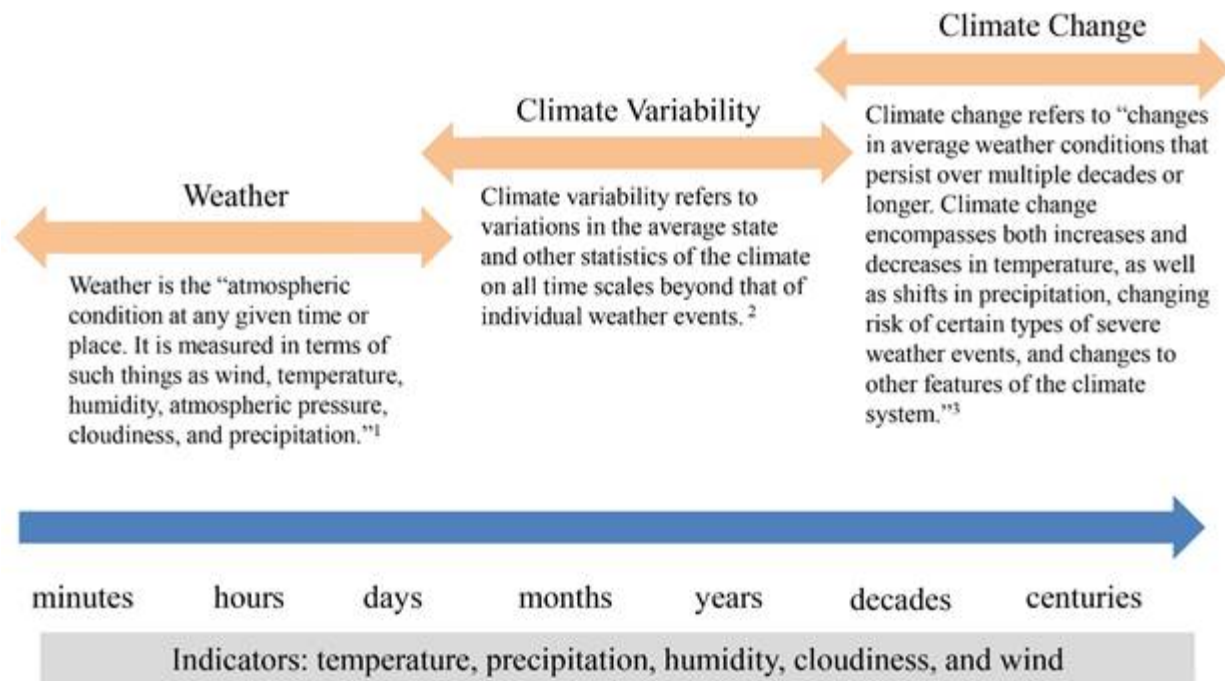 Climate Change
Climate change refers to “changes
in average weather conditions that
persist over multiple decades or
longer. Climate change
encompasses both increases and
decreases in temperature, as well
as shifts in precipitation, changing
risk of certain types of severe
weather events, and changes to
other features of the climate
system.”3
Climate Variability
Climate variability refers to
variations in the average state
and other statistics of the climate
on all time scales beyond that of
individual weather events. 2
Weather
Weather is the “atmospheric
condition at any given time or
place. It is measured in terms of
such things as wind, temperature,
humidity, atmospheric pressure,
cloudiness, and precipitation.”1
minutes hours days months years decades centuries
Indicators: temperature, precipitation, humidity, cloudiness, and wind